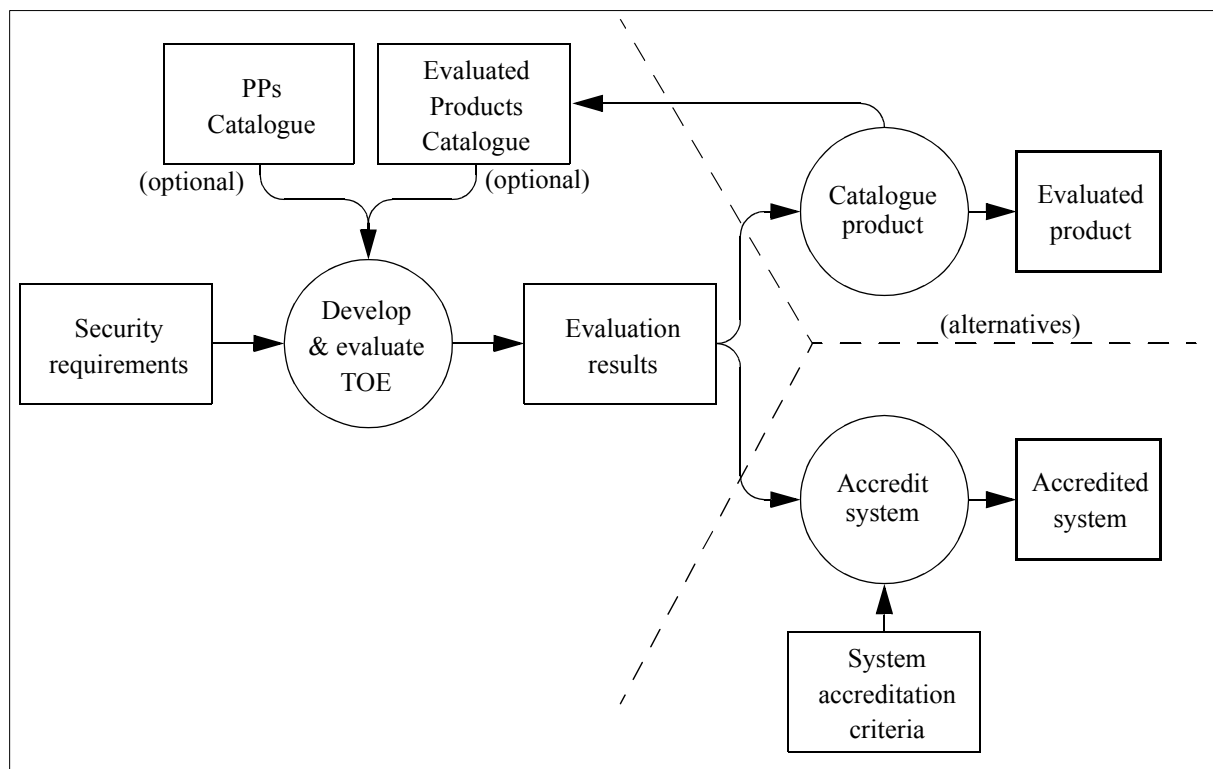 PPs
Catalogue
(optional)
Evaluated
Products
Catalogue
(optional)
Security
requirements
Develop
& evaluate
TOE
Evaluation
results
Catalogue
product
Evaluated
product
(alternatives)
Accredit
system
Accredited
system
System
accreditation
criteria